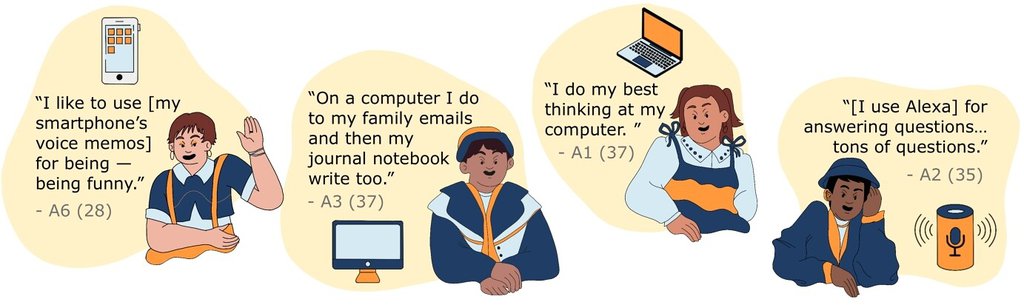 “I like to use [my
smartphone’s
voice memos]
for being —
being funny.”
- A6 (28)
“On a computer I do
to my family emails
and then my
journal notebook
write too.”
- A3 (37)
“I do my best
thinking at my
computer. ”
- A1 (37)
“[I use Alexa] for
answering questions...
tons of questions.”
- A2 (35)